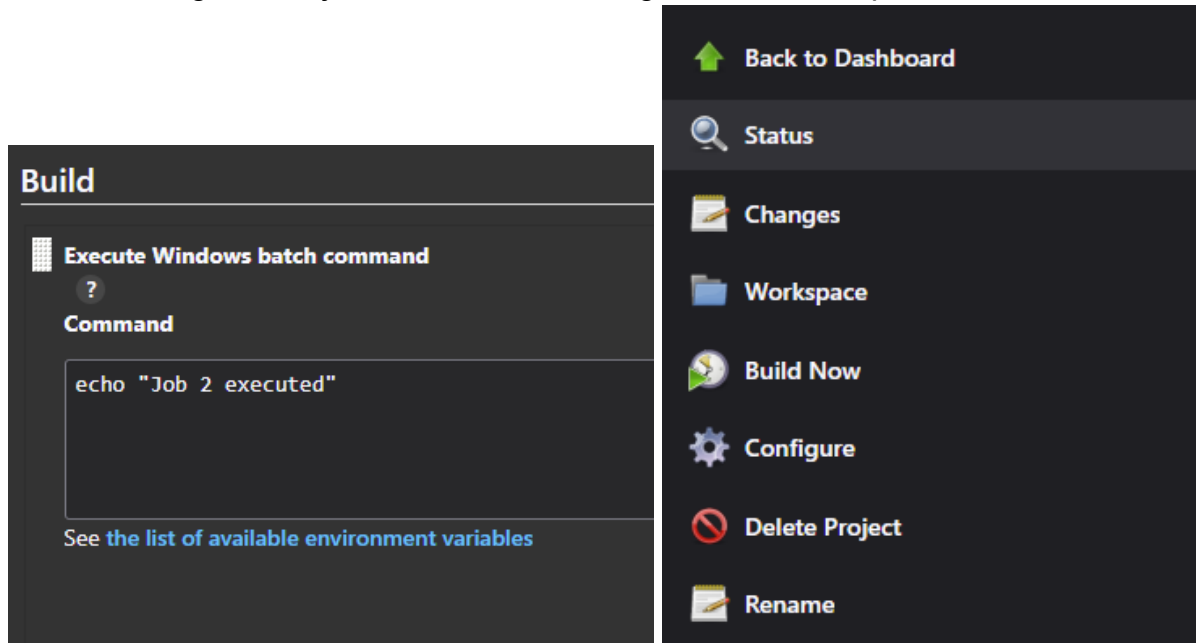 Build
Execute Windows batch command
?
Command
echo "Job 2 executed"
See the list of available environment variables
Back to Dashboard
Status
Changes
Workspace
Build Now
Configure
Delete Project
Rename